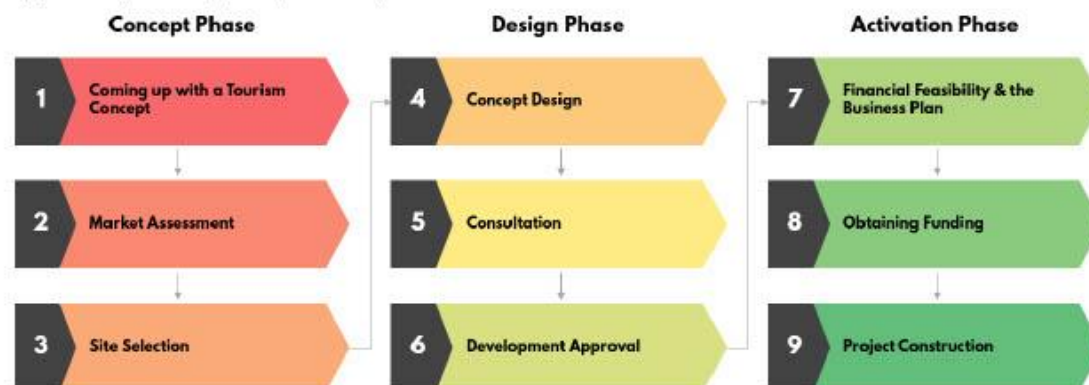 Concept Phase
1
Coming up with a Tourism
Concept
2
Market Assessment
3
Site Selection
Design Phase
4
Concept Design
5
Consultation
6
Development Approval
Activation Phase
7
Financial Feasibility & the
Business Plan
8
Obtaining Funding
9
Project Construction